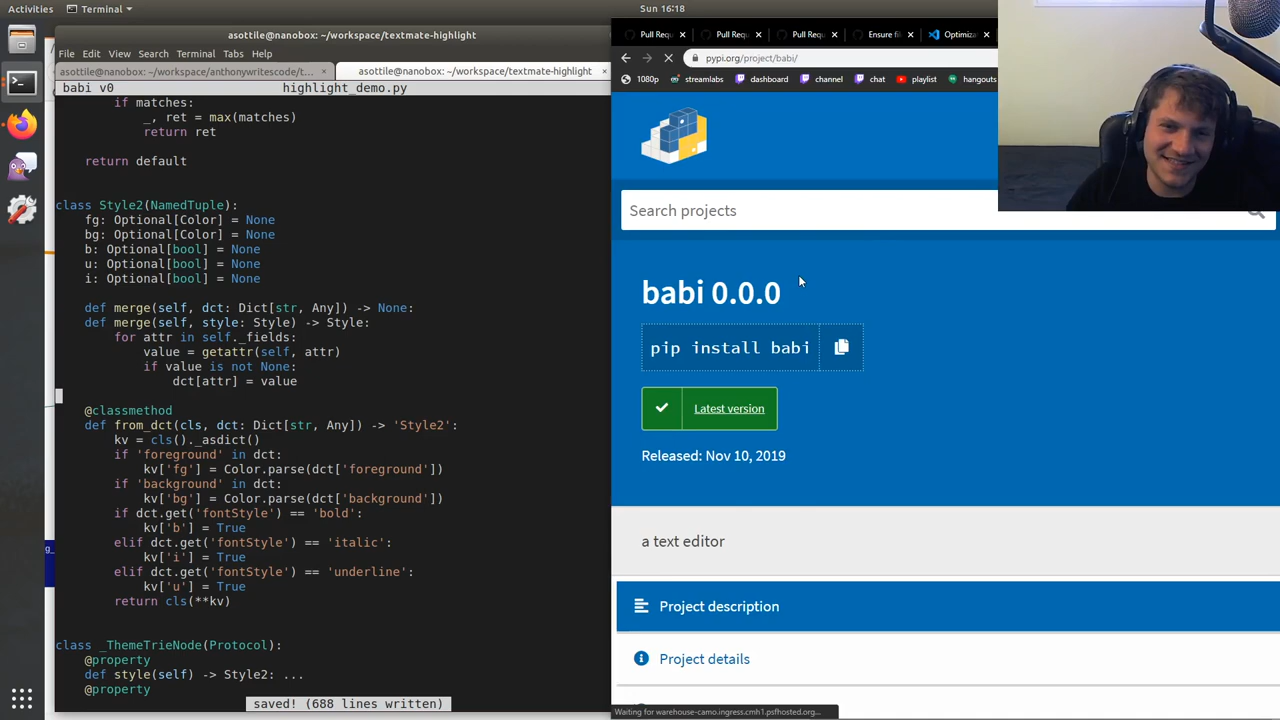 Activities
Terminal
Sun 16:18
asottile@nanobox: ~/workspace/textmate-highlight
File Edit View Search Terminal Tabs Help
asottile@nanobox: ~/workspace/anthonywritescode/t...
asottile@nanobox: ~/workspace/textmate-highlight
babi v0
highlight_demo.py
if matches:
_, ret = max(matches)
return ret
return default
class Style2(NamedTuple):
fg: Optional[Color] = None
bg: Optional[Color] = None
b: Optional[bool] = None
u: Optional[bool] = None
i: Optional[bool] = None
def merge(self, dct: Dict[str, Any]) -> None:
def merge(self, style: Style) -> Style:
for attr in self._fields:
value = getattr(self, attr)
if value is not None:
dct[attr] = value
@classmethod
def from_dct(cls, dct: Dict[str, Any]) -> 'Style2':
kv = cls()._asdict()
if 'foreground' in dct:
kv['fg'] = Color.parse(dct['foreground'])
if 'background' in dct:
kv['bg'] = Color.parse(dct['background'])
if dct.get('fontStyle') == 'bold':
kv['b'] = True
elif dct.get('fontStyle') == 'italic':
kv['i'] = True
elif dct.get('fontStyle') == 'underline':
kv['u'] = True
return cls(**kv)
class _ThemeTrieNode(Protocol):
@property
def style(self) -> Style2: ...
@property
saved! (688 lines written)
Pull Requ
Pull Requ
Pull Requ
Ensure fi
Optimiza
pypi.org/project/babi/
1080p
streamlabs
dashboard
channel
chat
playlist
hangouts
Search projects
babi 0.0.0
pip install babi
Latest version
Released: Nov 10, 2019
a text editor
Project description
Project details
Waiting for warehouse-camo.ingress.cmh1.psfhosted.org...